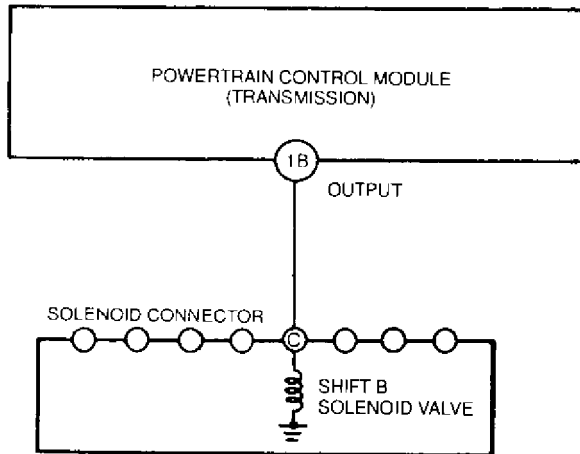 POWERTRAIN CONTROL MODULE
(TRANSMISSION)
1B
OUTPUT
SOLENOID CONNECTOR
C
SHIFT B
SOLENOID VALVE